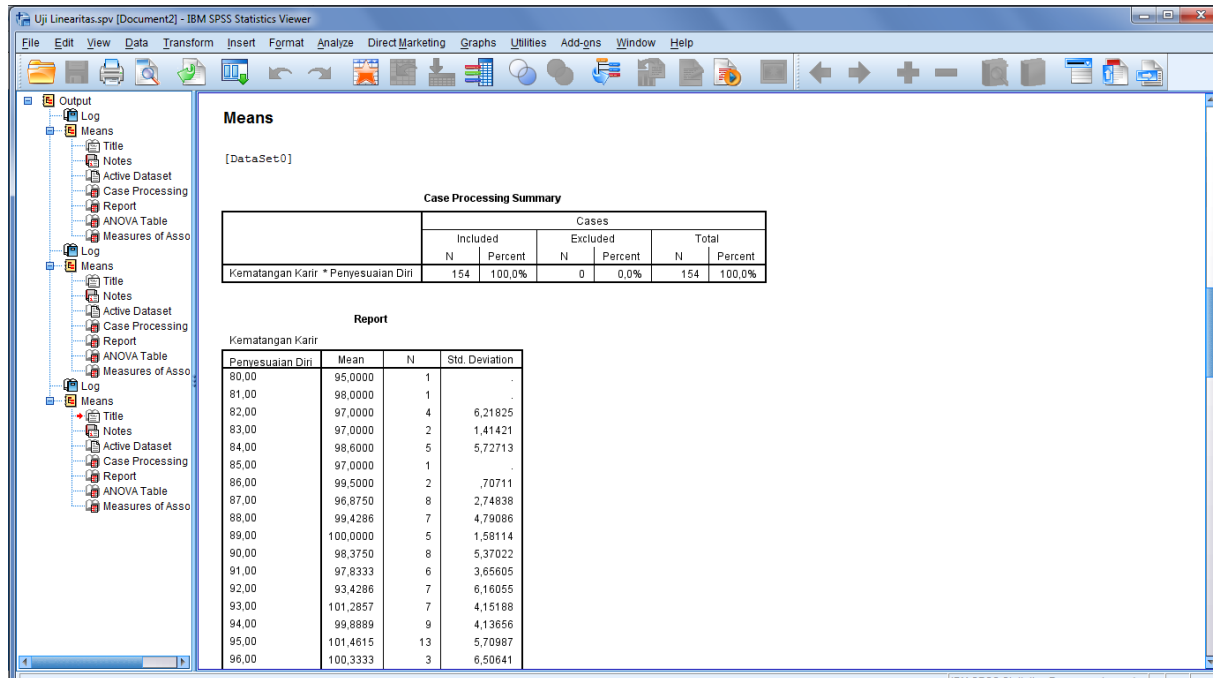 Uji Linearitas.spv [Document2] - IBM SPSS Statistics Viewer
File Edit View Data Transform Insert Format Analyze Direct Marketing Graphs Utilities Add-ons Window Help
Output
Log
Means
Title
Notes
Active Dataset
Case Processing
Report
ANOVA Table
Measures of Asso
Log
Means
Title
Notes
Active Dataset
Case Processing
Report
ANOVA Table
Measures of Asso
Log
Means
Title
Notes
Active Dataset
Case Processing
Report
ANOVA Table
Measures of Asso
Means
[DataSet0]
Case Processing Summary
Cases
Included Excluded Total
N Percent N Percent N Percent
Kematangan Karir * Penyesuaian Diri 154 100,0% 0 0,0% 154 100,0%
Report
Kematangan Karir
Penyesuaian Diri Mean N Std. Deviation
80,00 95,0000 1 .
81,00 98,0000 1 .
82,00 97,0000 4 6,21825
83,00 97,0000 2 1,41421
84,00 98,6000 5 5,72713
85,00 97,0000 1 .
86,00 99,5000 2 ,70711
87,00 96,8750 8 2,74838
88,00 99,4286 7 4,79086
89,00 100,0000 5 1,58114
90,00 98,3750 8 5,37022
91,00 97,8333 6 3,65605
92,00 93,4286 7 6,16055
93,00 101,2857 7 4,15188
94,00 99,8889 9 4,13656
95,00 101,4615 13 5,70987
96,00 100,3333 3 6,50641